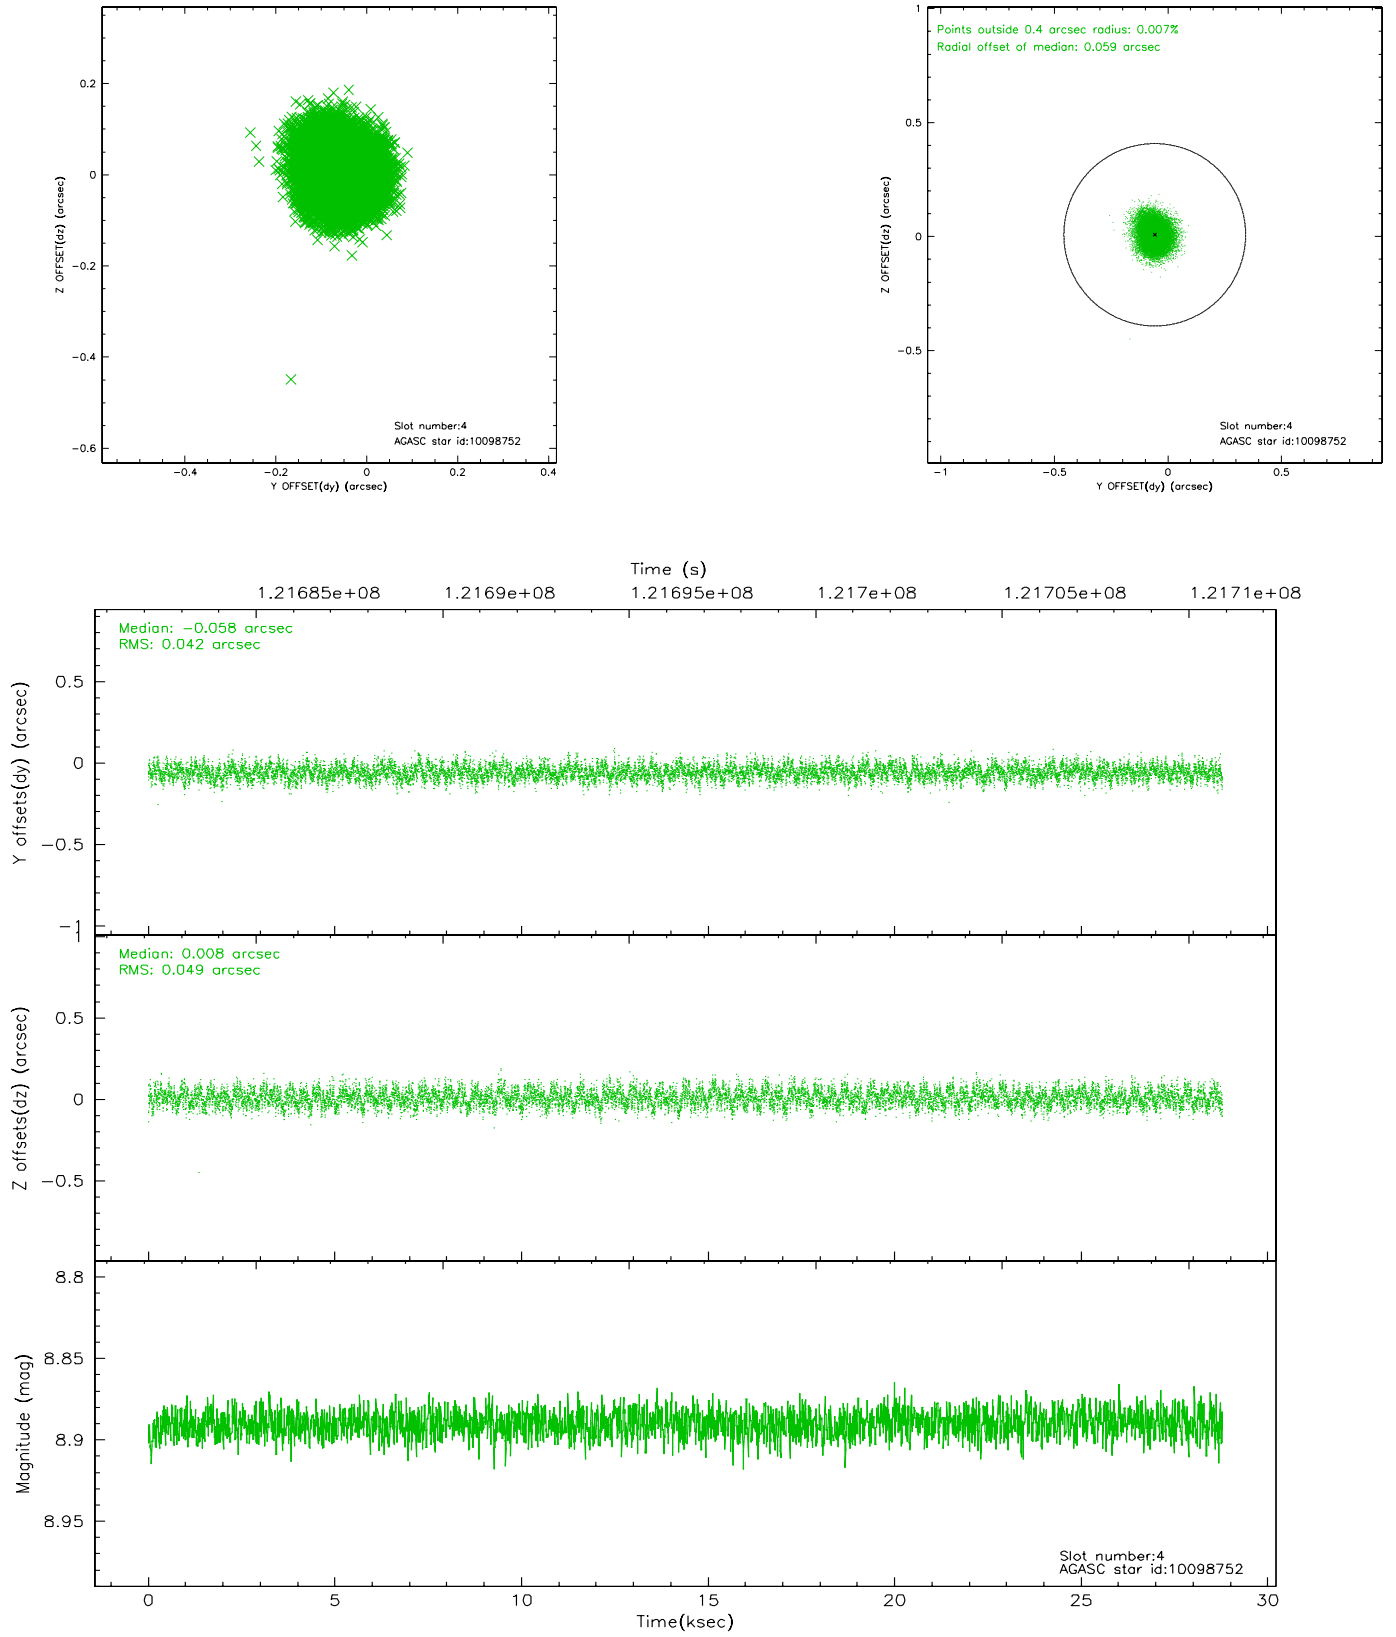 0.2
0
−0.2
−0.4
−0.6
Z OFFSET(dz) (arcsec)
−0.4
−0.2
0
0.2
0.4
Y OFFSET(dy) (arcsec)
Slot number:4
AGASC star id:10098752
Points outside 0.4 arcsec radius: 0.007%
Radial offset of median: 0.059 arcsec
1
0.5
0
−0.5
Z OFFSET(dz) (arcsec)
−1
−0.5
0
0.5
Y OFFSET(dy) (arcsec)
Slot number:4
AGASC star id:10098752
Time (s)
1.21685e+08
1.2169e+08
1.21695e+08
1.217e+08
1.21705e+08
1.2171e+08
Median: −0.058 arcsec
RMS: 0.042 arcsec
0.5
0
−0.5
−1
Y offsets(dy) (arcsec)
Median: 0.008 arcsec
RMS: 0.049 arcsec
1
0.5
0
−0.5
Z offsets(dz) (arcsec)
8.8
8.85
8.9
8.95
Magnitude (mag)
Slot number:4
AGASC star id:10098752
0
5
10
15
20
25
30
Time(ksec)